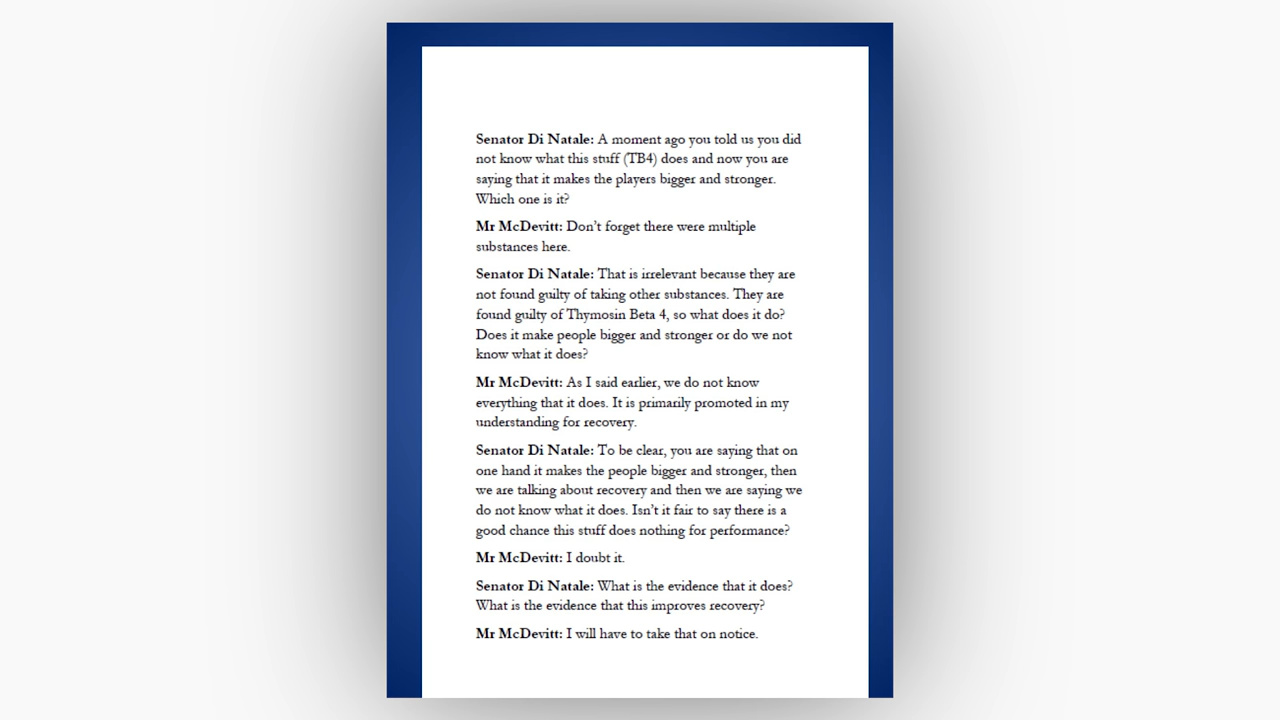 Senator Di Natale: A moment ago you told us you did
not know what this stuff (TB4) does and now you are
saying that it makes the players bigger and stronger.
Which one is it?
Mr McDevitt: Don't forget there were multiple
substances here.
Senator Di Natale: That is irrelevant because they are
not found guilty of taking other substances. They are
found guilty of Thymosin Beta 4, so what does it do?
Does it make people bigger and stronger or do we not
know what it does?
Mr McDevitt: As I said earlier, we do not know
everything that it does. It is primarily promoted in my
understanding for recovery.
Senator Di Natale: To be clear, you are saying that on
one hand it makes the people bigger and stronger, then
we are talking about recovery and then we are saying we
do not know what it does. Isn't it fair to say there is a
good chance this stuff does nothing for performance?
Mr McDevitt: I doubt it.
Senator Di Natale: What is the evidence that it does?
What is the evidence that this improves recovery?
Mr McDevitt: I will have to take that on notice.